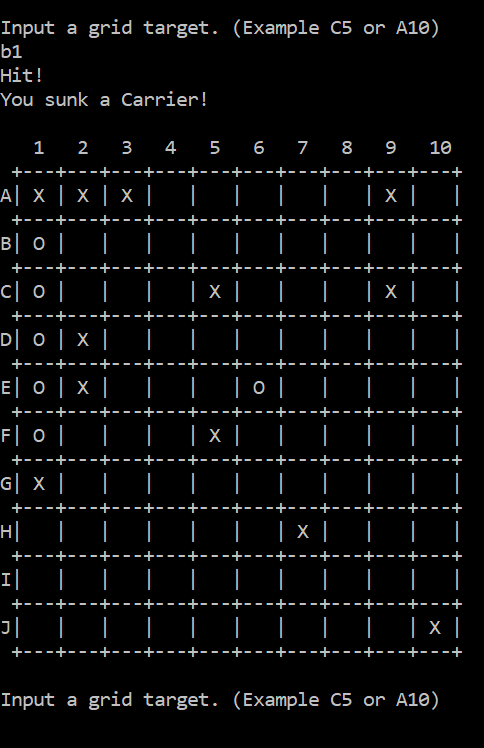 Input a grid target. (Example C5 or A10)
b1
Hit!
You sunk a Carrier!
    1   2   3   4   5   6   7   8   9   10
 +---+---+---+---+---+---+---+---+---+---+
A| X | X | X |   |   |   |   |   | X |   |
 +---+---+---+---+---+---+---+---+---+---+
B| O |   |   |   |   |   |   |   |   |   |
 +---+---+---+---+---+---+---+---+---+---+
C| O |   |   |   | X |   |   |   | X |   |
 +---+---+---+---+---+---+---+---+---+---+
D| O | X |   |   |   |   |   |   |   |   |
 +---+---+---+---+---+---+---+---+---+---+
E| O | X |   |   |   | O |   |   |   |   |
 +---+---+---+---+---+---+---+---+---+---+
F| O |   |   |   | X |   |   |   |   |   |
 +---+---+---+---+---+---+---+---+---+---+
G| X |   |   |   |   |   |   |   |   |   |
 +---+---+---+---+---+---+---+---+---+---+
H|   |   |   |   |   |   | X |   |   |   |
 +---+---+---+---+---+---+---+---+---+---+
I|   |   |   |   |   |   |   |   |   |   |
 +---+---+---+---+---+---+---+---+---+---+
J|   |   |   |   |   |   |   |   |   | X |
 +---+---+---+---+---+---+---+---+---+---+
Input a grid target. (Example C5 or A10)